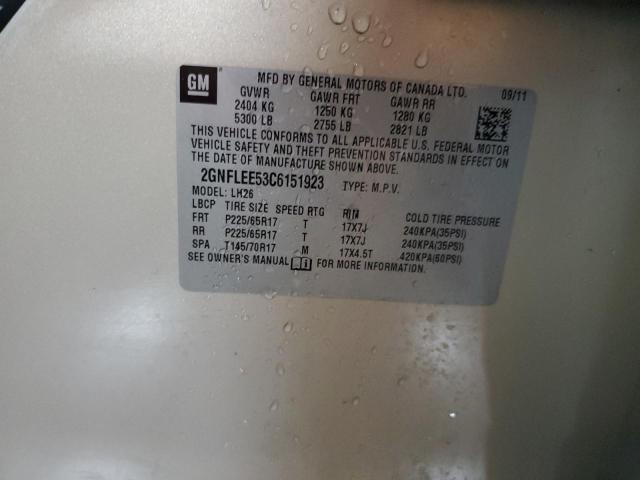 GM
MFD BY GENERAL MOTORS OF CANADA LTD. 09/11
GVWR GAWR FRT GAWR RR
2404 KG 1250 KG 1280 KG
5300 LB 2755 LB 2821 LB
THIS VEHICLE CONFORMS TO ALL APPLICABLE U.S. FEDERAL MOTOR
VEHICLE SAFETY AND THEFT PREVENTION STANDARDS IN EFFECT ON
THE DATE OF MANUFACTURE SHOWN ABOVE.
2GNFLEE53C6151923 TYPE: M.P.V.
MODEL: LH26
LBCP TIRE SIZE SPEED RTG RIM COLD TIRE PRESSURE
FRT P225/65R17 T 17X7J 240KPA(35PSI)
RR P225/65R17 T 17X7J 240KPA(35PSI)
SPA T145/70R17 M 17X4.5T 420KPA(60PSI)
SEE OWNER'S MANUAL FOR MORE INFORMATION.